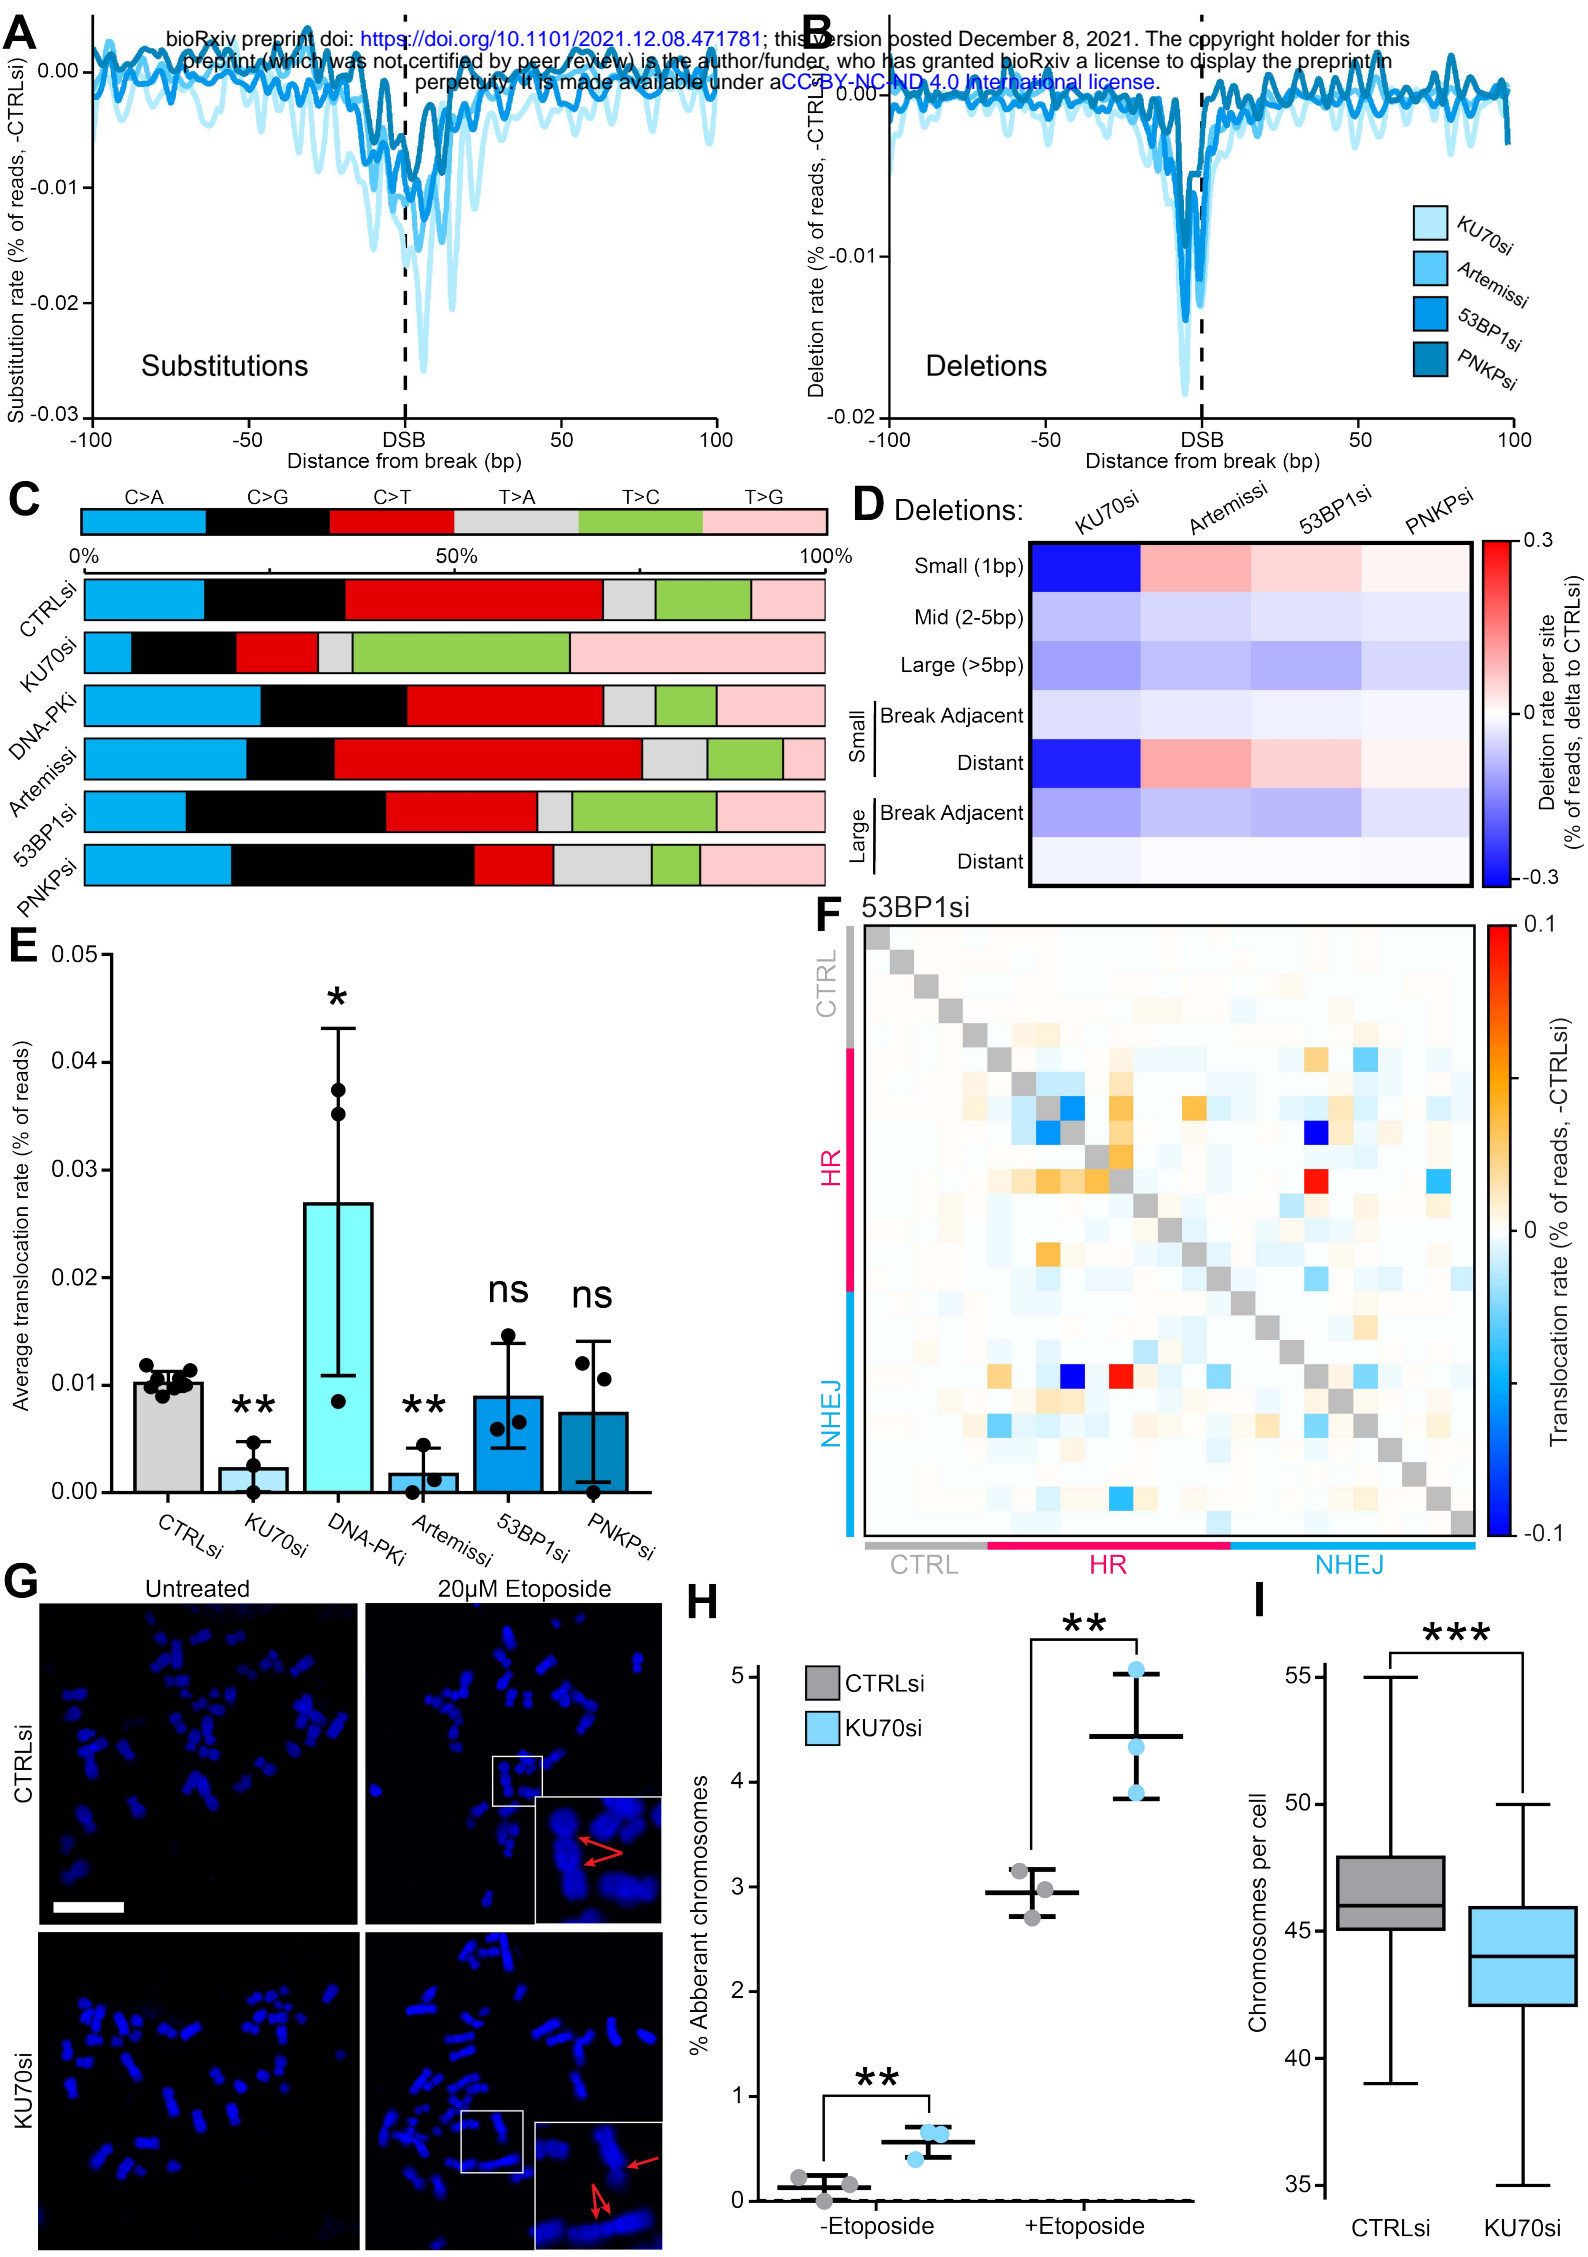 bioRxiv preprint doi: https://doi.org/10.1101/2021.12.08.471781; this version posted December 8, 2021. The copyright holder for this
preprint (which was not certified by peer review) is the author/funder, who has granted bioRxiv a license to display the preprint in
perpetuity. It is made available under aCC-BY-NC-ND 4.0 International license.
A
Substitution rate (% of reads, -CTRLsi)
0.00
-0.01
-0.02
-0.03
Substitutions
-100
-50
DSB
50
100
Distance from break (bp)
B
Deletion rate (% of reads, -CTRLsi)
0.00
-0.01
-0.02
Deletions
KU70si
Artemissi
53BP1si
PNKPsi
-100
-50
DSB
50
100
Distance from break (bp)
C
C>A
C>G
C>T
T>A
T>C
T>G
0%
50%
100%
CTRLsi
KU70si
DNA-PKi
Artemissi
53BP1si
PNKPsi
D
Deletions:
KU70si
Artemissi
53BP1si
PNKPsi
Small (1bp)
Mid (2-5bp)
Large (>5bp)
Small
Break Adjacent
Distant
Large
Break Adjacent
Distant
0.3
0
-0.3
Deletion rate per site
(% of reads, delta to CTRLsi)
E
Average translocation rate (% of reads)
0.05
0.04
0.03
0.02
0.01
0.00
**
*
**
ns
ns
CTRLsi
KU70si
DNA-PKi
Artemissi
53BP1si
PNKPsi
F
53BP1si
CTRL
HR
NHEJ
CTRL
HR
NHEJ
0.1
0
-0.1
Translocation rate (% of reads, -CTRLsi)
G
Untreated
20µM Etoposide
CTRLsi
KU70si
H
% Abberant chromosomes
5
4
3
2
1
0
CTRLsi
KU70si
**
**
-Etoposide
+Etoposide
I
Chromosomes per cell
55
50
45
40
35
***
CTRLsi
KU70si